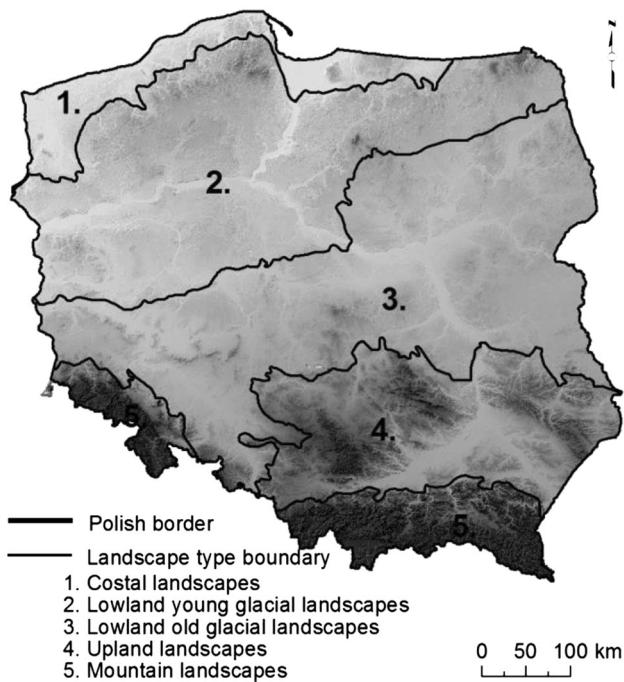 1.
2.
3.
4.
5
5
Polish border
Landscape type boundary
1. Costal landscapes
2. Lowland young glacial landscapes
3. Lowland old glacial landscapes
4. Upland landscapes
5. Mountain landscapes
0 50 100 km